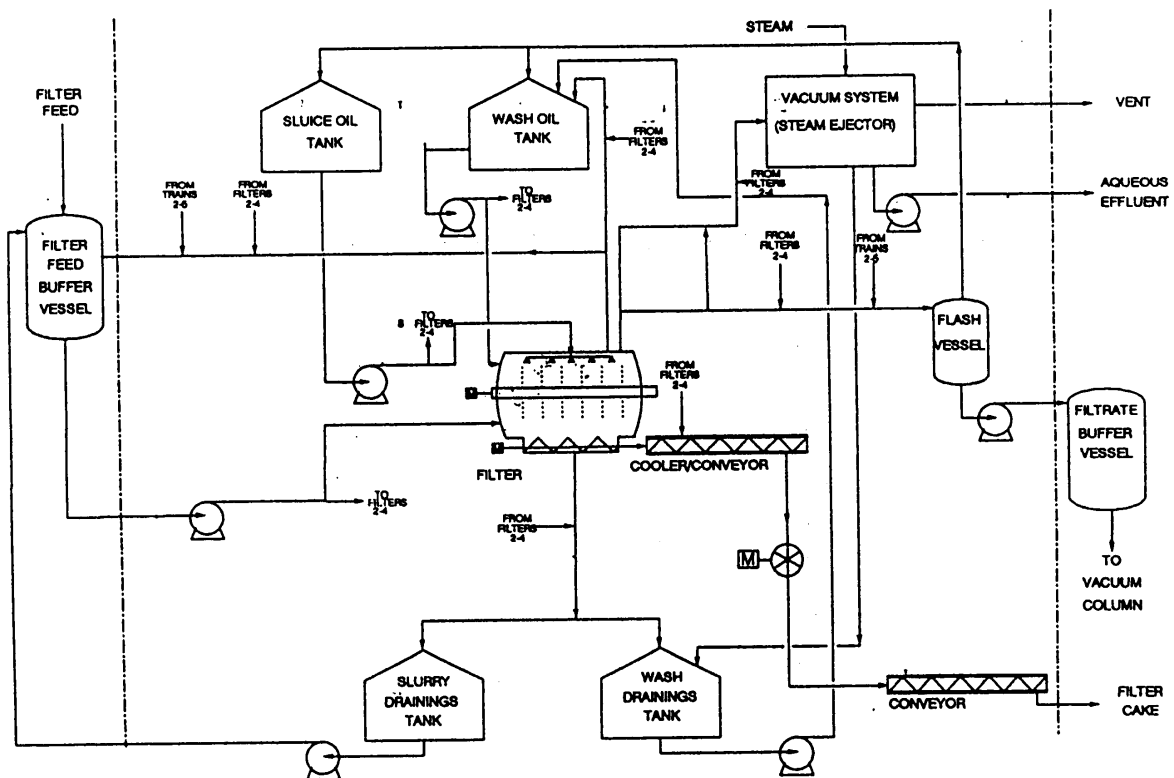 STEAM
FILTER
FEED
SLUICE OIL
TANK
T
WASH OIL
TANK
VACUUM SYSTEM
(STEAM EJECTOR)
VENT
FROM
FILTERS
2-4
FROM
TRAINS
2-5
FROM
FILTERS
2-4
TO
FILTERS
2-4
FROM
FILTERS
2-4
AQUEOUS
EFFLUENT
FILTER
FEED
BUFFER
VESSEL
FROM
FILTERS
2-4
FROM
TRAINS
2-5
S
TO
FILTERS
2-4
FLASH
VESSEL
FROM
FILTERS
2-4
M
M
FILTER
COOLER/CONVEYOR
FILTRATE
BUFFER
VESSEL
TO
FILTERS
2-4
FROM
FILTERS
2-4
M
TO
VACUUM
COLUMN
SLURRY
DRAININGS
TANK
WASH
DRAININGS
TANK
CONVEYOR
FILTER
CAKE